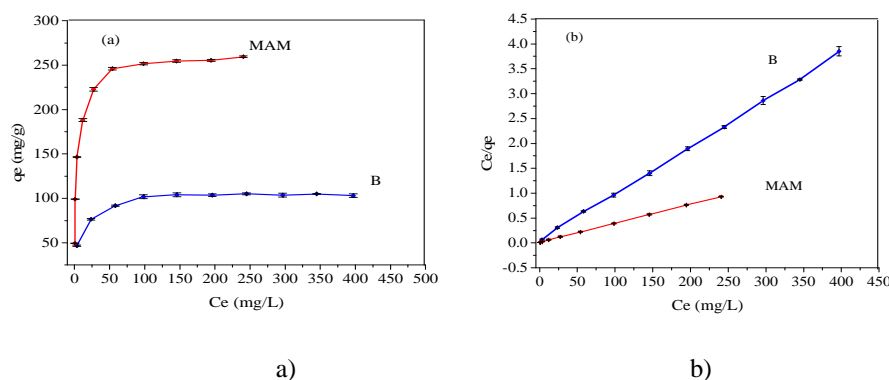 (a)
MAM
B
qe (mg/g)
300
250
200
150
100
50
0 50 100 150 200 250 300 350 400 450 500
Ce (mg/L)
(b)
B
MAM
Ce/qe
4.5
4.0
3.5
3.0
2.5
2.0
1.5
1.0
0.5
0.0
-0.5
0 50 100 150 200 250 300 350 400 450
Ce (mg/L)
a) b)